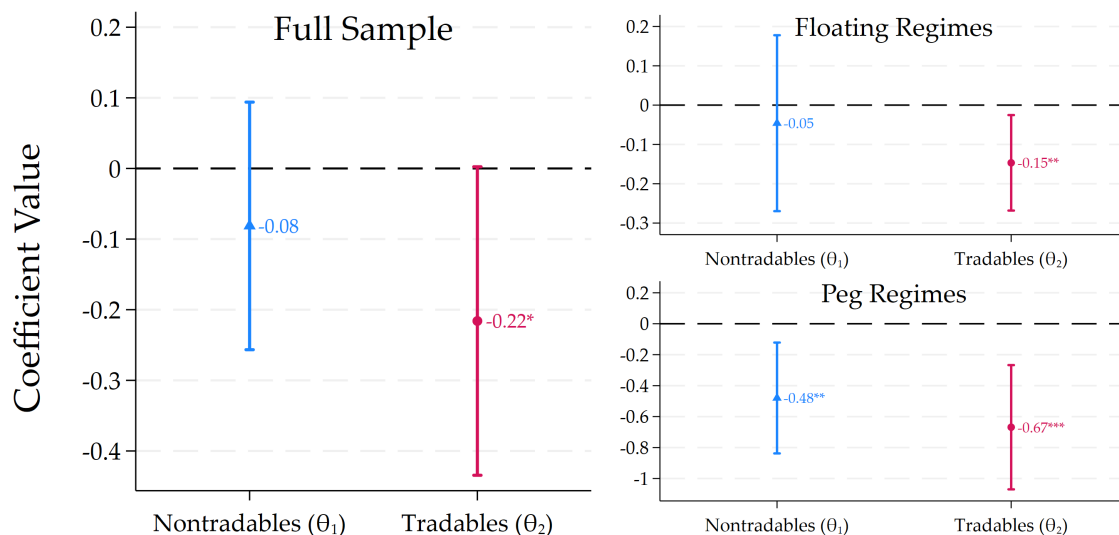 Full Sample
Coefficient Value
0.2
0.1
0
-0.1
-0.2
-0.3
-0.4
-0.08
-0.22*
Nontradables (θ₁)
Tradables (θ₂)
Floating Regimes
0.2
0.1
0
-0.1
-0.2
-0.3
-0.05
-0.15**
Nontradables (θ₁)
Tradables (θ₂)
Peg Regimes
0.2
0
-0.2
-0.4
-0.6
-0.8
-1
-0.48**
-0.67***
Nontradables (θ₁)
Tradables (θ₂)